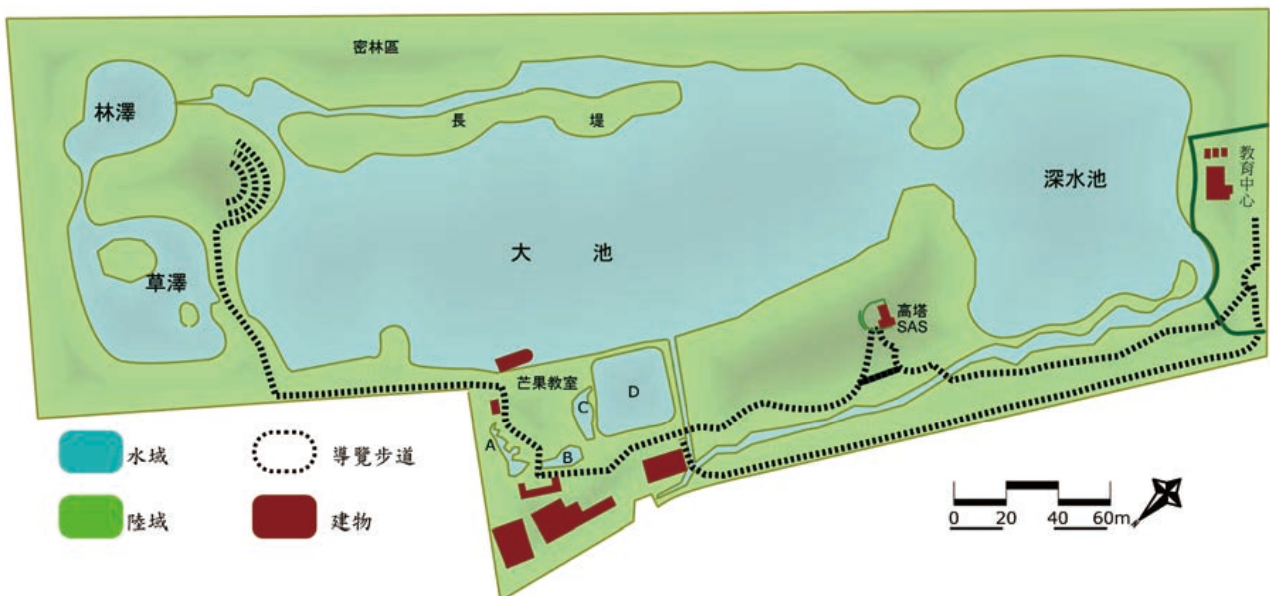 密林區
林澤
長堤
深水池
教育中心
大池
草澤
高塔
SAS
芒果教室
D
C
A
B
水域
導覽步道
陸域
建物
0 20 40 60m